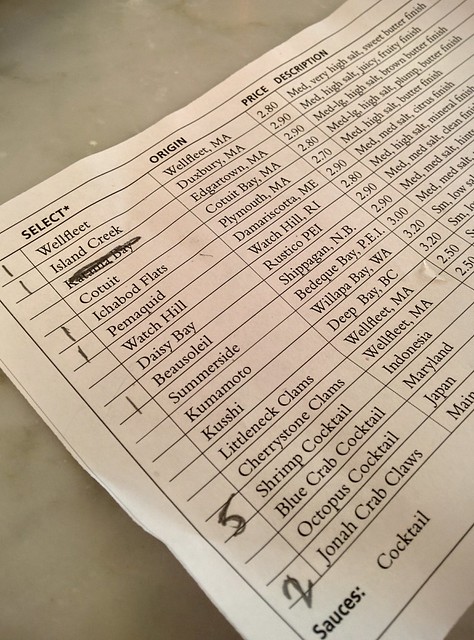 SELECT* ORIGIN PRICE DESCRIPTION
1 Wellfleet Wellfleet, MA 2.80 Med, very high salt, sweet butter finish
1 Island Creek Duxbury, MA 2.90 Med, high salt, juicy, fruity finish
Katama Bay Edgartown, MA 2.90 Med-lg, high salt, brown butter finish
Cotuit Cotuit Bay, MA 2.80 Med-lg, high salt, plump, butter finish
1 Ichabod Flats Plymouth, MA 2.70 Med, high salt, butter finish
1 Pemaquid Damariscotta, ME 2.90 Med, med salt, citrus finish
Watch Hill Watch Hill, RI 2.80 Med, high salt, mineral finish
Daisy Bay Rustico PEI 2.90 Med, med salt, clean
1 Beausoleil Shippagan, N.B. 2.90 Med, med salt,
Summerside Bedeque Bay, P.E.I. 3.00 Med, med
Kumamoto Willapa Bay, WA 3.20 Sm, low
Kusshi Deep Bay, BC 3.20 Sm,
Littleneck Clams Wellfleet, MA 2.50
Cherrystone Clams Wellfleet, MA 2.50
5 Shrimp Cocktail Indonesia
Blue Crab Cocktail Maryland
Octopus Cocktail Japan
2 Jonah Crab Claws Main
Sauces: Cocktail